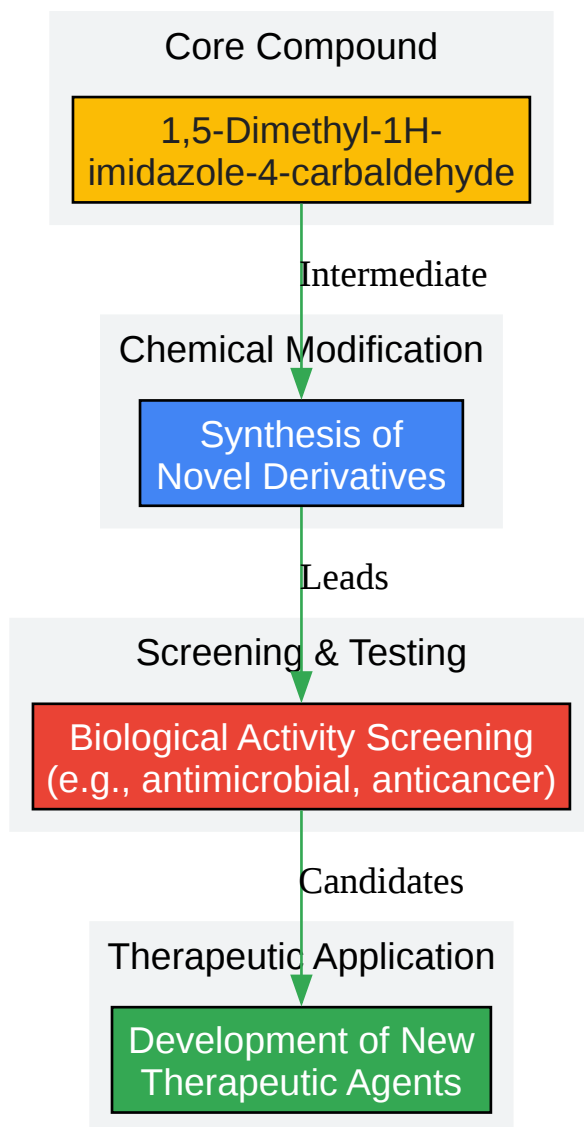 Core Compound
1,5-Dimethyl-1H-
imidazole-4-carbaldehyde
Intermediate
Chemical Modification
Synthesis of
Novel Derivatives
Leads
Screening & Testing
Biological Activity Screening
(e.g., antimicrobial, anticancer)
Candidates
Therapeutic Application
Development of New
Therapeutic Agents